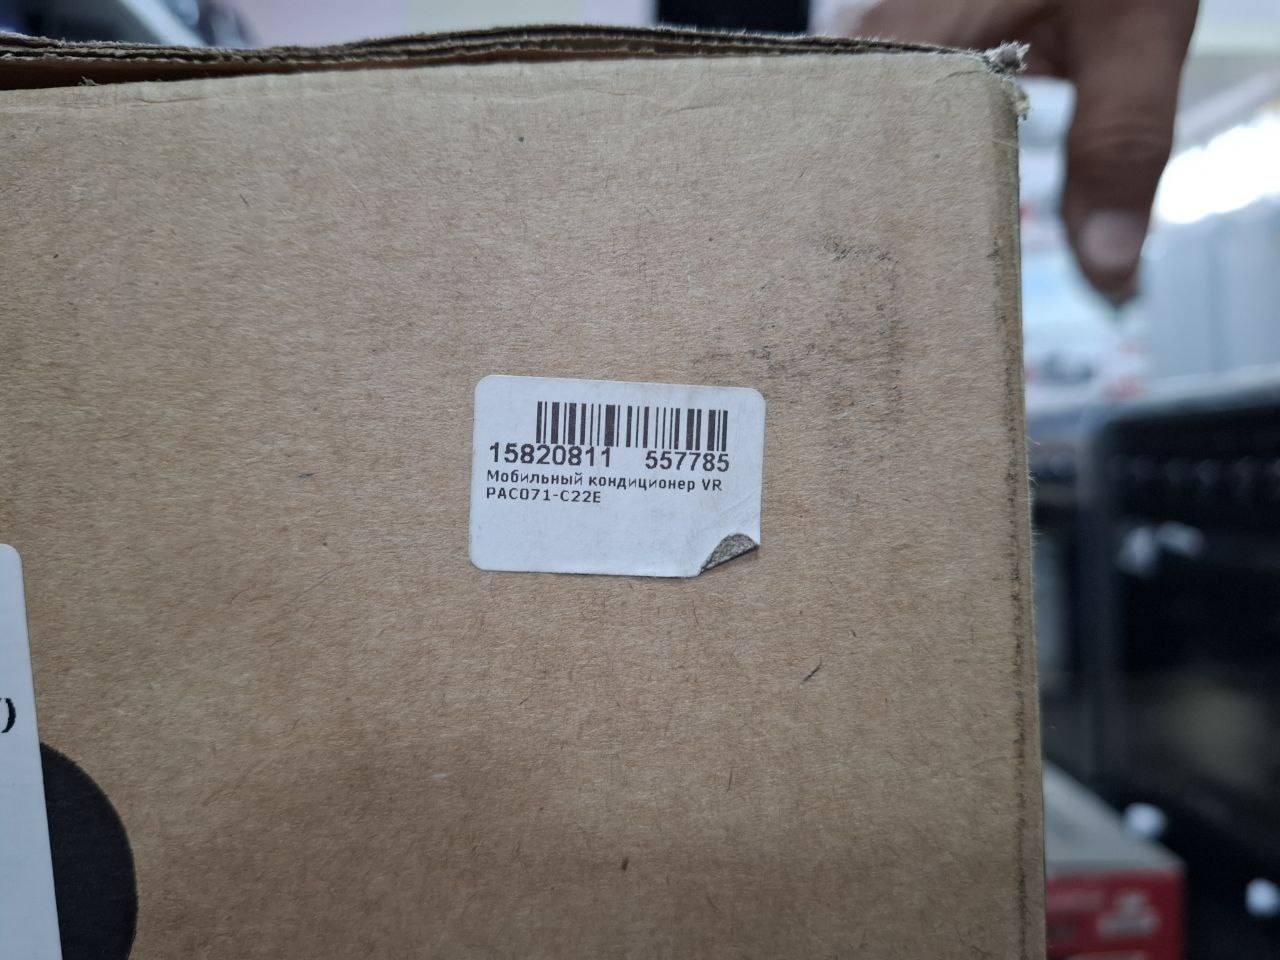 15820811 557785
Мобильный кондиционер VR
PAC071-C22E
)